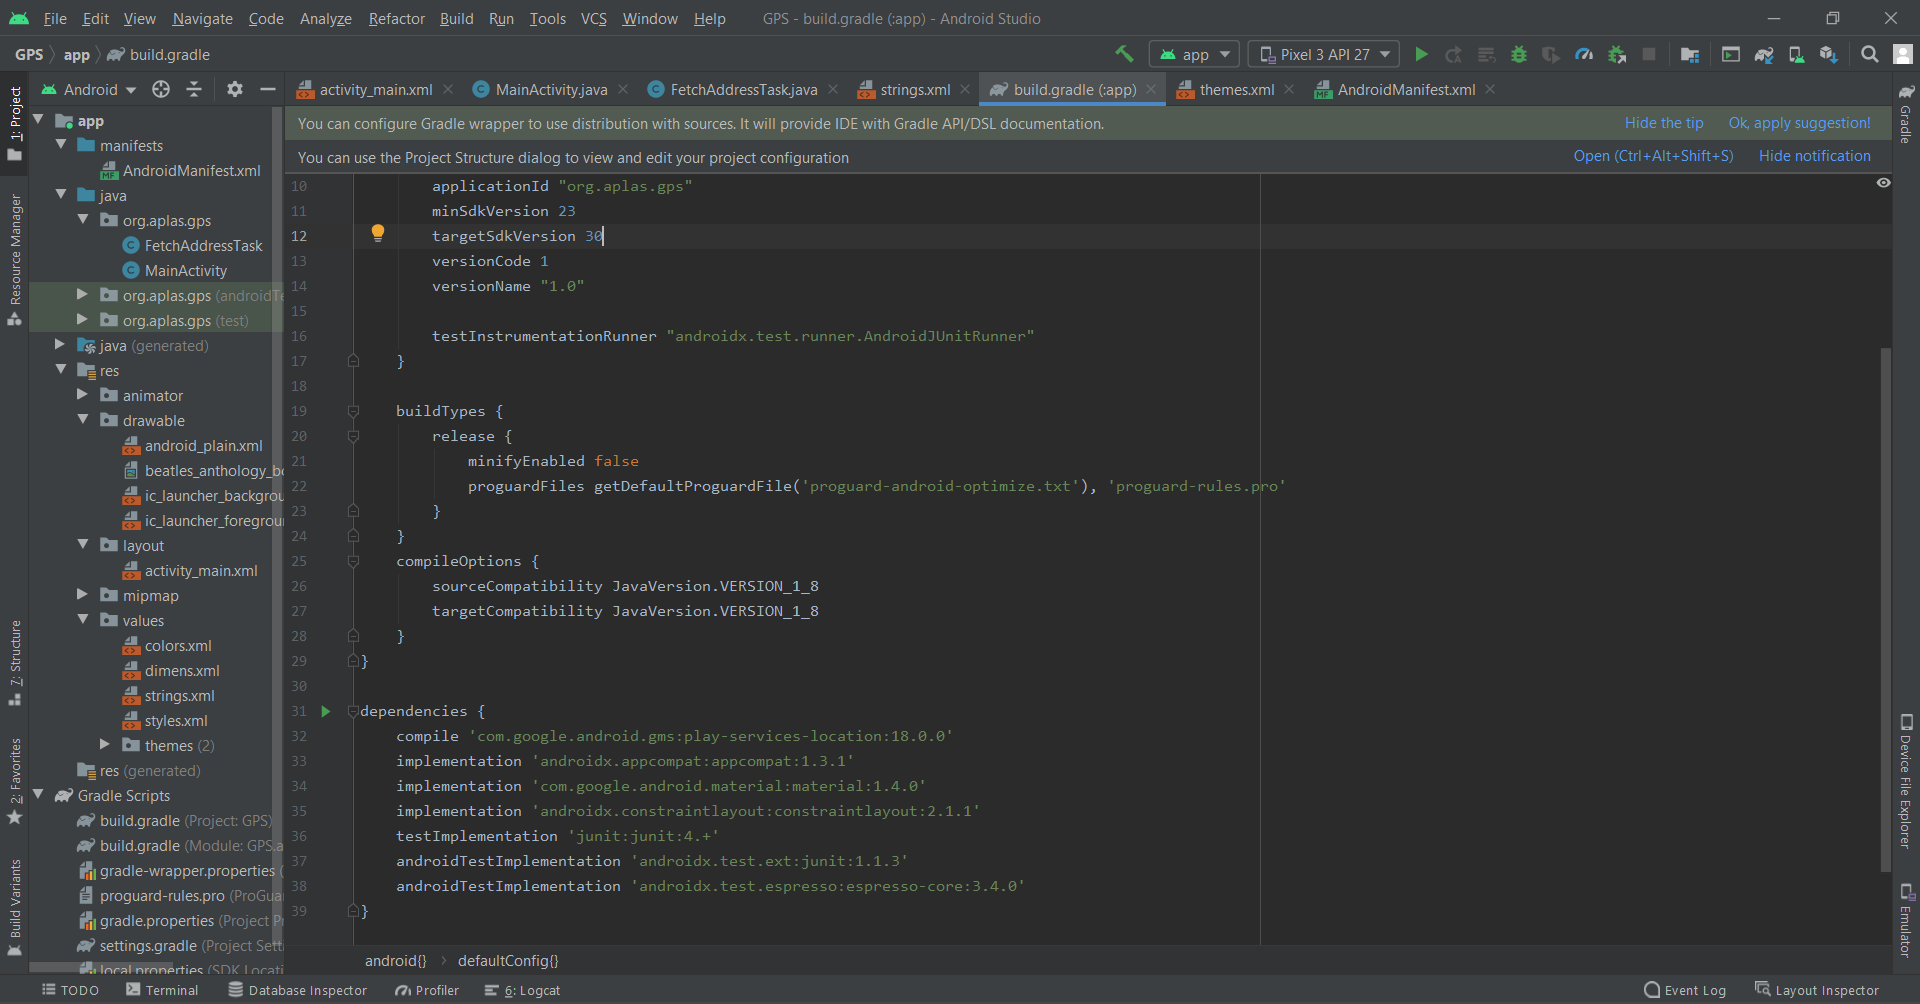 File Edit View Navigate Code Analyze Refactor Build Run Tools VCS Window Help GPS - build.gradle (:app) - Android Studio
GPS app build.gradle app Pixel 3 API 27
Android activity_main.xml MainActivity.java FetchAddressTask.java strings.xml build.gradle (:app) themes.xml AndroidManifest.xml
You can configure Gradle wrapper to use distribution with sources. It will provide IDE with Gradle API/DSL documentation. Hide the tip Ok, apply suggestion!
You can use the Project Structure dialog to view and edit your project configuration Open (Ctrl+Alt+Shift+S) Hide notification
1: Project
Resource Manager
7: Structure
2: Favorites
Build Variants
app
manifests
AndroidManifest.xml
java
org.aplas.gps
FetchAddressTask
MainActivity
org.aplas.gps (androidTe
org.aplas.gps (test)
java (generated)
res
animator
drawable
android_plain.xml
beatles_anthology_bo
ic_launcher_backgrou
ic_launcher_foregroun
layout
activity_main.xml
mipmap
values
colors.xml
dimens.xml
strings.xml
styles.xml
themes (2)
res (generated)
Gradle Scripts
build.gradle (Project: GPS)
build.gradle (Module: GPS.a
gradle-wrapper.properties (
proguard-rules.pro (ProGua
gradle.properties (Project P
settings.gradle (Project Sett
local.properties (SDK Locati
10 applicationId "org.aplas.gps"
11 minSdkVersion 23
12 targetSdkVersion 30
13 versionCode 1
14 versionName "1.0"
15
16 testInstrumentationRunner "androidx.test.runner.AndroidJUnitRunner"
17 }
18
19 buildTypes {
20 release {
21 minifyEnabled false
22 proguardFiles getDefaultProguardFile('proguard-android-optimize.txt'), 'proguard-rules.pro'
23 }
24 }
25 compileOptions {
26 sourceCompatibility JavaVersion.VERSION_1_8
27 targetCompatibility JavaVersion.VERSION_1_8
28 }
29 }
30
31 dependencies {
32 compile 'com.google.android.gms:play-services-location:18.0.0'
33 implementation 'androidx.appcompat:appcompat:1.3.1'
34 implementation 'com.google.android.material:material:1.4.0'
35 implementation 'androidx.constraintlayout:constraintlayout:2.1.1'
36 testImplementation 'junit:junit:4.+'
37 androidTestImplementation 'androidx.test.ext:junit:1.1.3'
38 androidTestImplementation 'androidx.test.espresso:espresso-core:3.4.0'
39 }
android{} defaultConfig{}
Gradle
Device File Explorer
Emulator
TODO Terminal Database Inspector Profiler 6: Logcat Event Log Layout Inspector